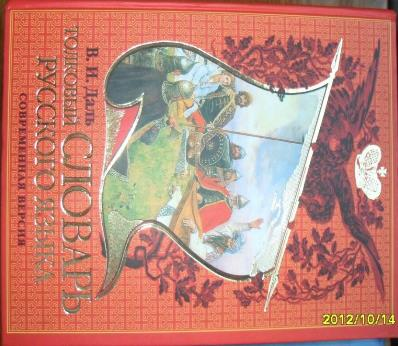 В. И. Даль
ТОЛКОВЫЙ
СЛОВАРЬ
РУССКОГО ЯЗЫКА
СОВРЕМЕННАЯ ВЕРСИЯ
2012/10/14